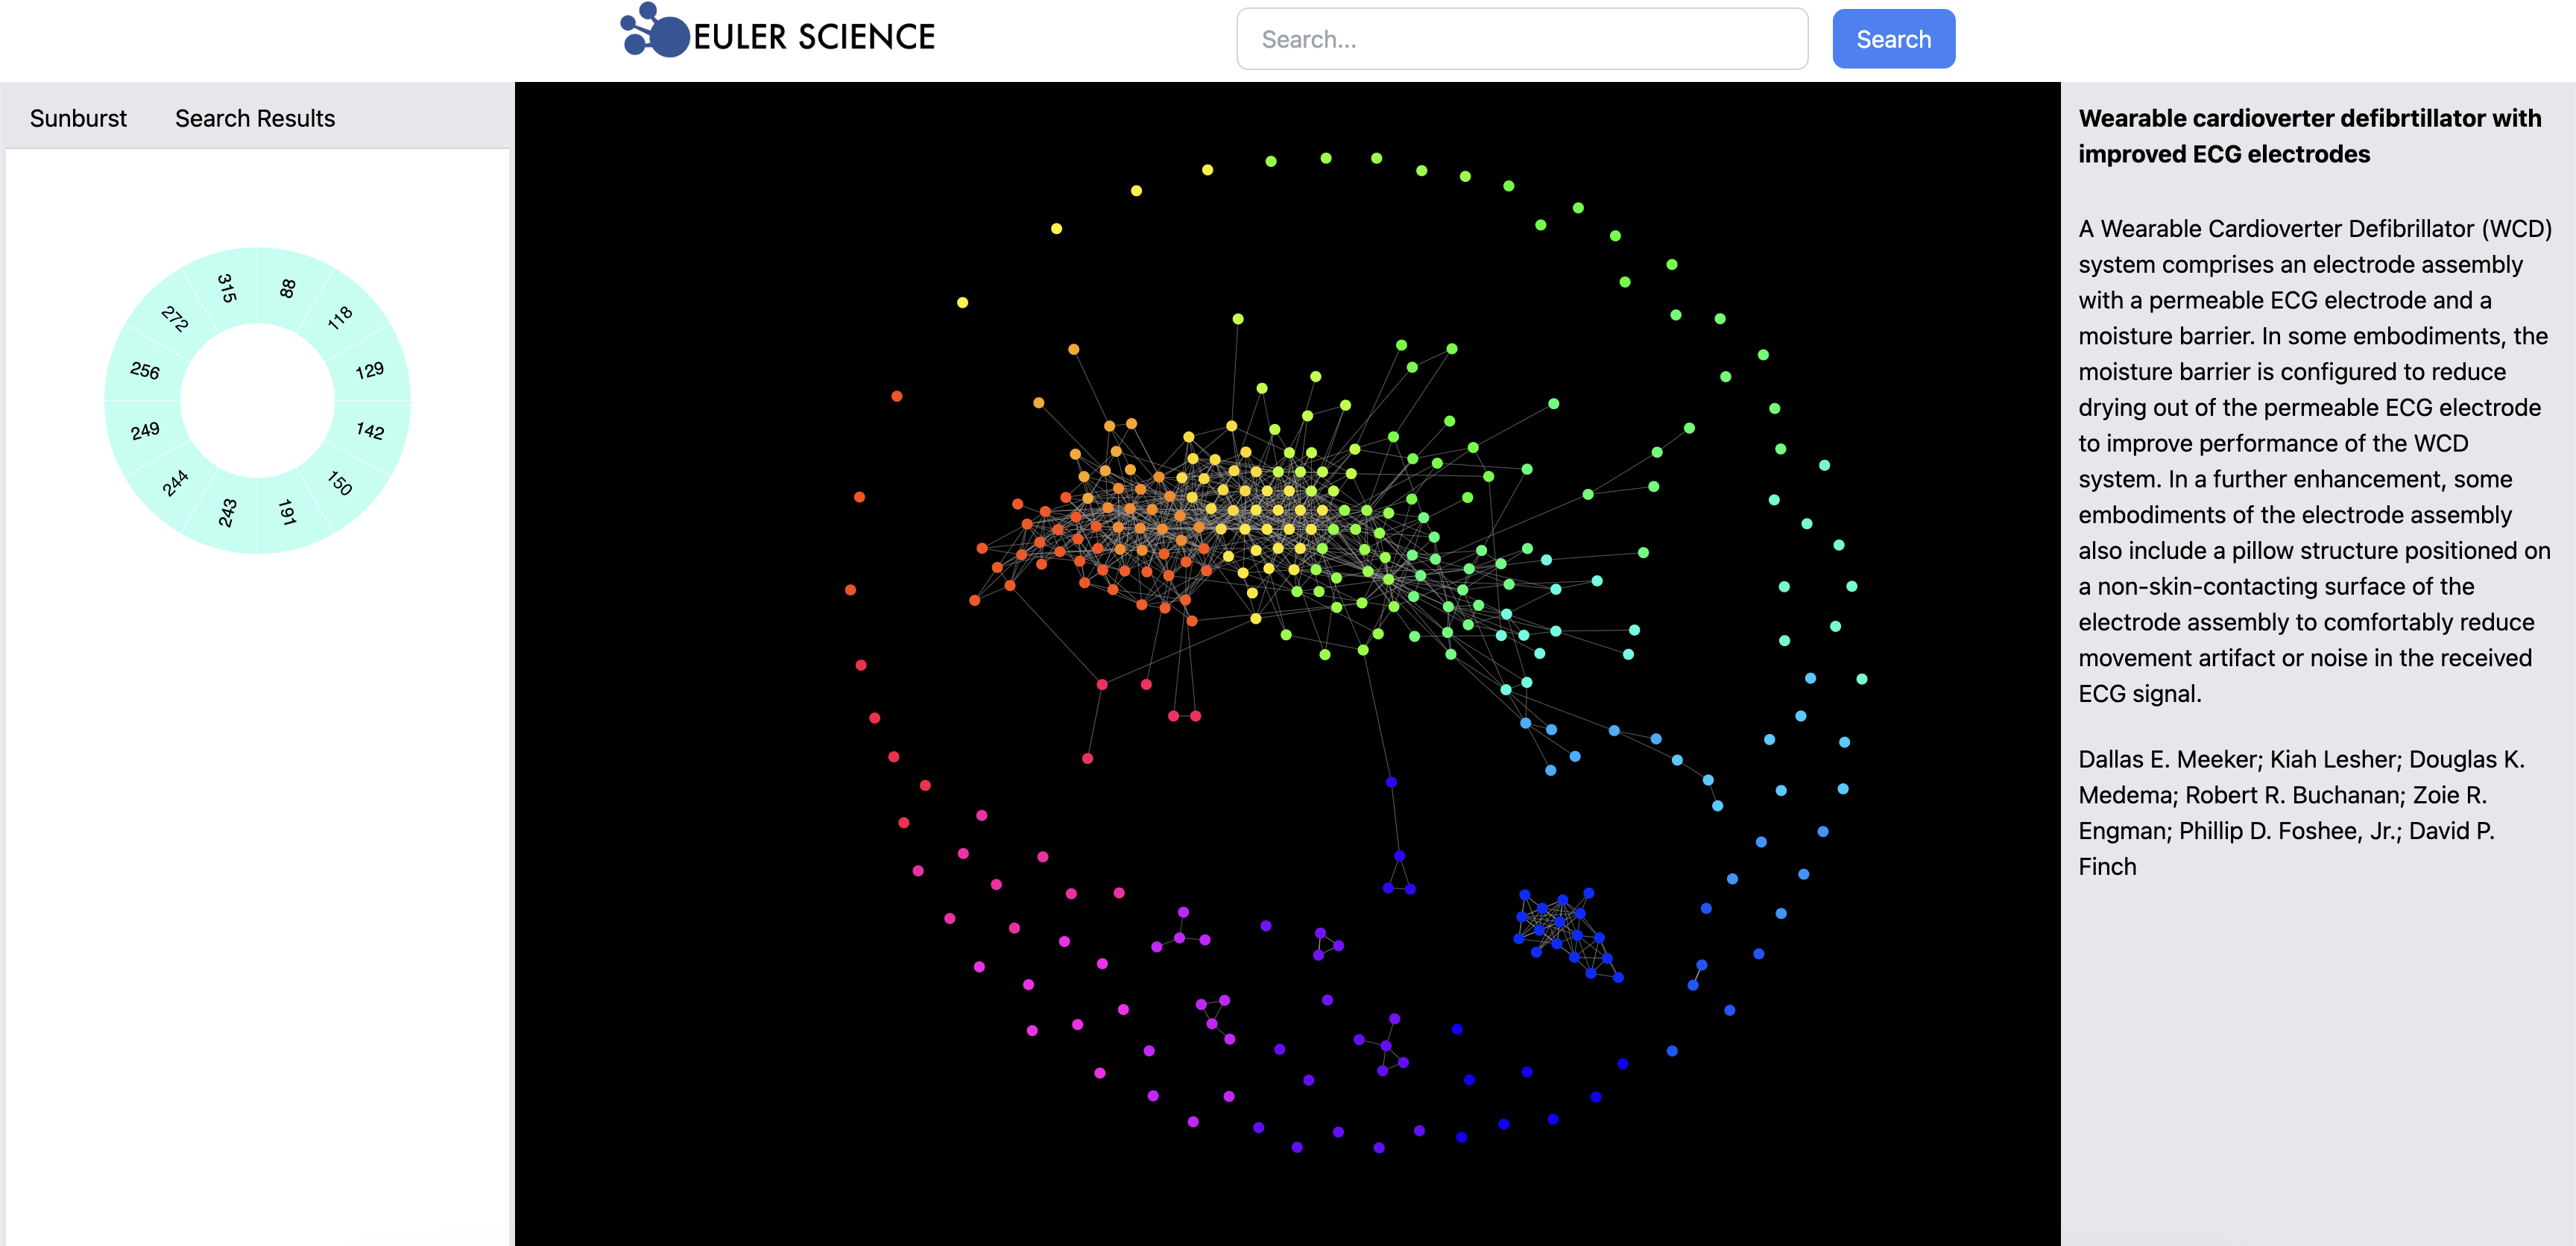 EULER SCIENCE
Search...
Search
Sunburst
Search Results
315
88
272
118
256
129
249
142
244
150
243
191
Wearable cardioverter defibrtillator with
improved ECG electrodes
A Wearable Cardioverter Defibrillator (WCD)
system comprises an electrode assembly
with a permeable ECG electrode and a
moisture barrier. In some embodiments, the
moisture barrier is configured to reduce
drying out of the permeable ECG electrode
to improve performance of the WCD
system. In a further enhancement, some
embodiments of the electrode assembly
also include a pillow structure positioned on
a non-skin-contacting surface of the
electrode assembly to comfortably reduce
movement artifact or noise in the received
ECG signal.
Dallas E. Meeker; Kiah Lesher; Douglas K.
Medema; Robert R. Buchanan; Zoie R.
Engman; Phillip D. Foshee, Jr.; David P.
Finch